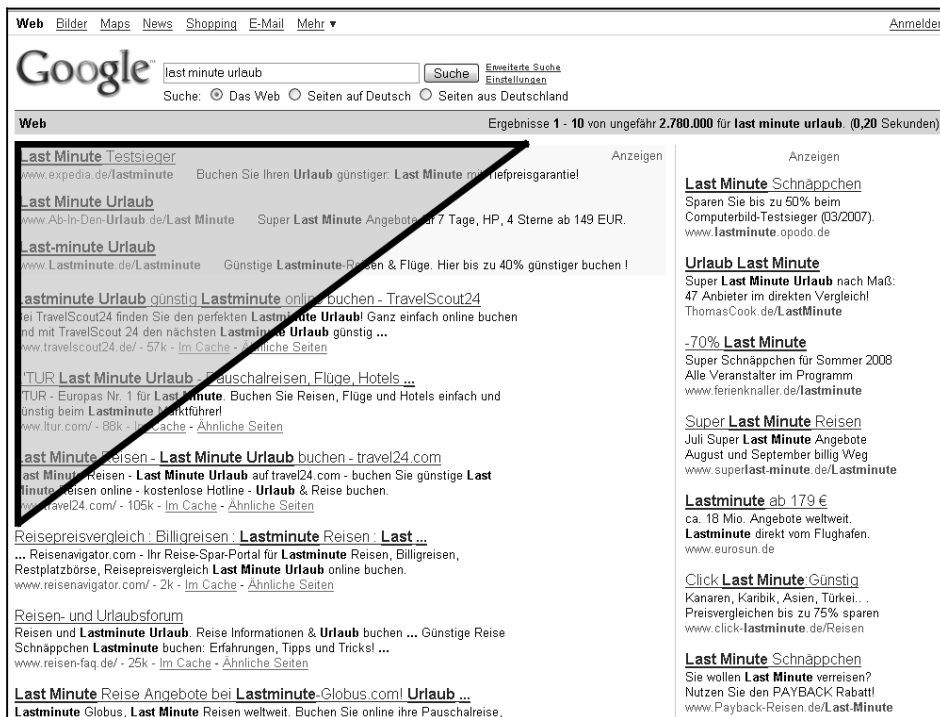 Web Bilder Maps News Shopping E-Mail Mehr ▼
Anmelden
Google™
last minute urlaub
Suche
Erweiterte Suche
Einstellungen
Suche: Das Web Seiten auf Deutsch Seiten aus Deutschland
Web
Ergebnisse 1 - 10 von ungefähr 2.780.000 für last minute urlaub. (0,20 Sekunden)
Anzeigen
Last Minute Testsieger
www.expedia.de/lastminute Buchen Sie Ihren Urlaub günstiger: Last Minute mit Tiefpreisgarantie!
Last Minute Urlaub
www.Ab-In-Den-Urlaub.de/Last Minute Super Last Minute Angebote 7 Tage, HP, 4 Sterne ab 149 EUR.
Last-minute Urlaub
www.Lastminute.de/Lastminute Günstige Lastminute-Reisen & Flüge. Hier bis zu 40% günstiger buchen !
Lastminute Urlaub günstig Lastminute online buchen - TravelScout24
Bei TravelScout24 finden Sie den perfekten Lastminute Urlaub! Ganz einfach online buchen
und mit TravelScout 24 den nächsten Lastminute Urlaub günstig ...
www.travelscout24.de/ - 57k - Im Cache - Ähnliche Seiten
L'TUR Last Minute Urlaub - Pauschalreisen, Flüge, Hotels ...
L'TUR - Europas Nr. 1 für Last Minute. Buchen Sie Reisen, Flüge und Hotels einfach und
günstig beim Lastminute Marktführer!
www.ltur.com/ - 88k - Im Cache - Ähnliche Seiten
Last Minute Reisen - Last Minute Urlaub buchen - travel24.com
Last Minute Reisen - Last Minute Urlaub auf travel24.com - buchen Sie günstige Last
Minute Reisen online - kostenlose Hotline - Urlaub & Reise buchen.
www.travel24.com/ - 105k - Im Cache - Ähnliche Seiten
Reisepreisvergleich : Billigreisen : Lastminute Reisen : Last ...
... Reisenavigator.com - Ihr Reise-Spar-Portal für Lastminute Reisen, Billigreisen,
Restplatzbörse, Reisepreisvergleich Last Minute Urlaub online buchen.
www.reisenavigator.com/ - 2k - Im Cache - Ähnliche Seiten
Reisen- und Urlaubsforum
Reisen und Lastminute Urlaub. Reise Informationen & Urlaub buchen ... Günstige Reise
Schnäppchen Lastminute buchen: Erfahrungen, Tipps und Tricks! ...
www.reisen-faq.de/ - 25k - Im Cache - Ähnliche Seiten
Last Minute Reise Angebote bei Lastminute-Globus.com! Urlaub ...
Lastminute Globus, Last Minute Reisen weltweit. Buchen Sie online ihre Pauschalreise,
Anzeigen
Last Minute Schnäppchen
Sparen Sie bis zu 50% beim
Computerbild-Testsieger (03/2007).
www.lastminute.opodo.de
Urlaub Last Minute
Super Last Minute Urlaub nach Maß:
47 Anbieter im direkten Vergleich!
ThomasCook.de/LastMinute
-70% Last Minute
Super Schnäppchen für Sommer 2008
Alle Veranstalter im Programm
www.ferienknaller.de/lastminute
Super Last Minute Reisen
Juli Super Last Minute Angebote
August und September billig Weg
www.superlast-minute.de/Lastminute
Lastminute ab 179 €
ca. 18 Mio. Angebote weltweit.
Lastminute direkt vom Flughafen.
www.eurosun.de
Click Last Minute:Günstig
Kanaren, Karibik, Asien, Türkei.. .
Preisvergleichen bis zu 75% sparen
www.click-lastminute.de/Reisen
Last Minute Schnäppchen
Sie wollen Last Minute verreisen?
Nutzen Sie den PAYBACK Rabatt!
www.Payback-Reisen.de/Last-Minute